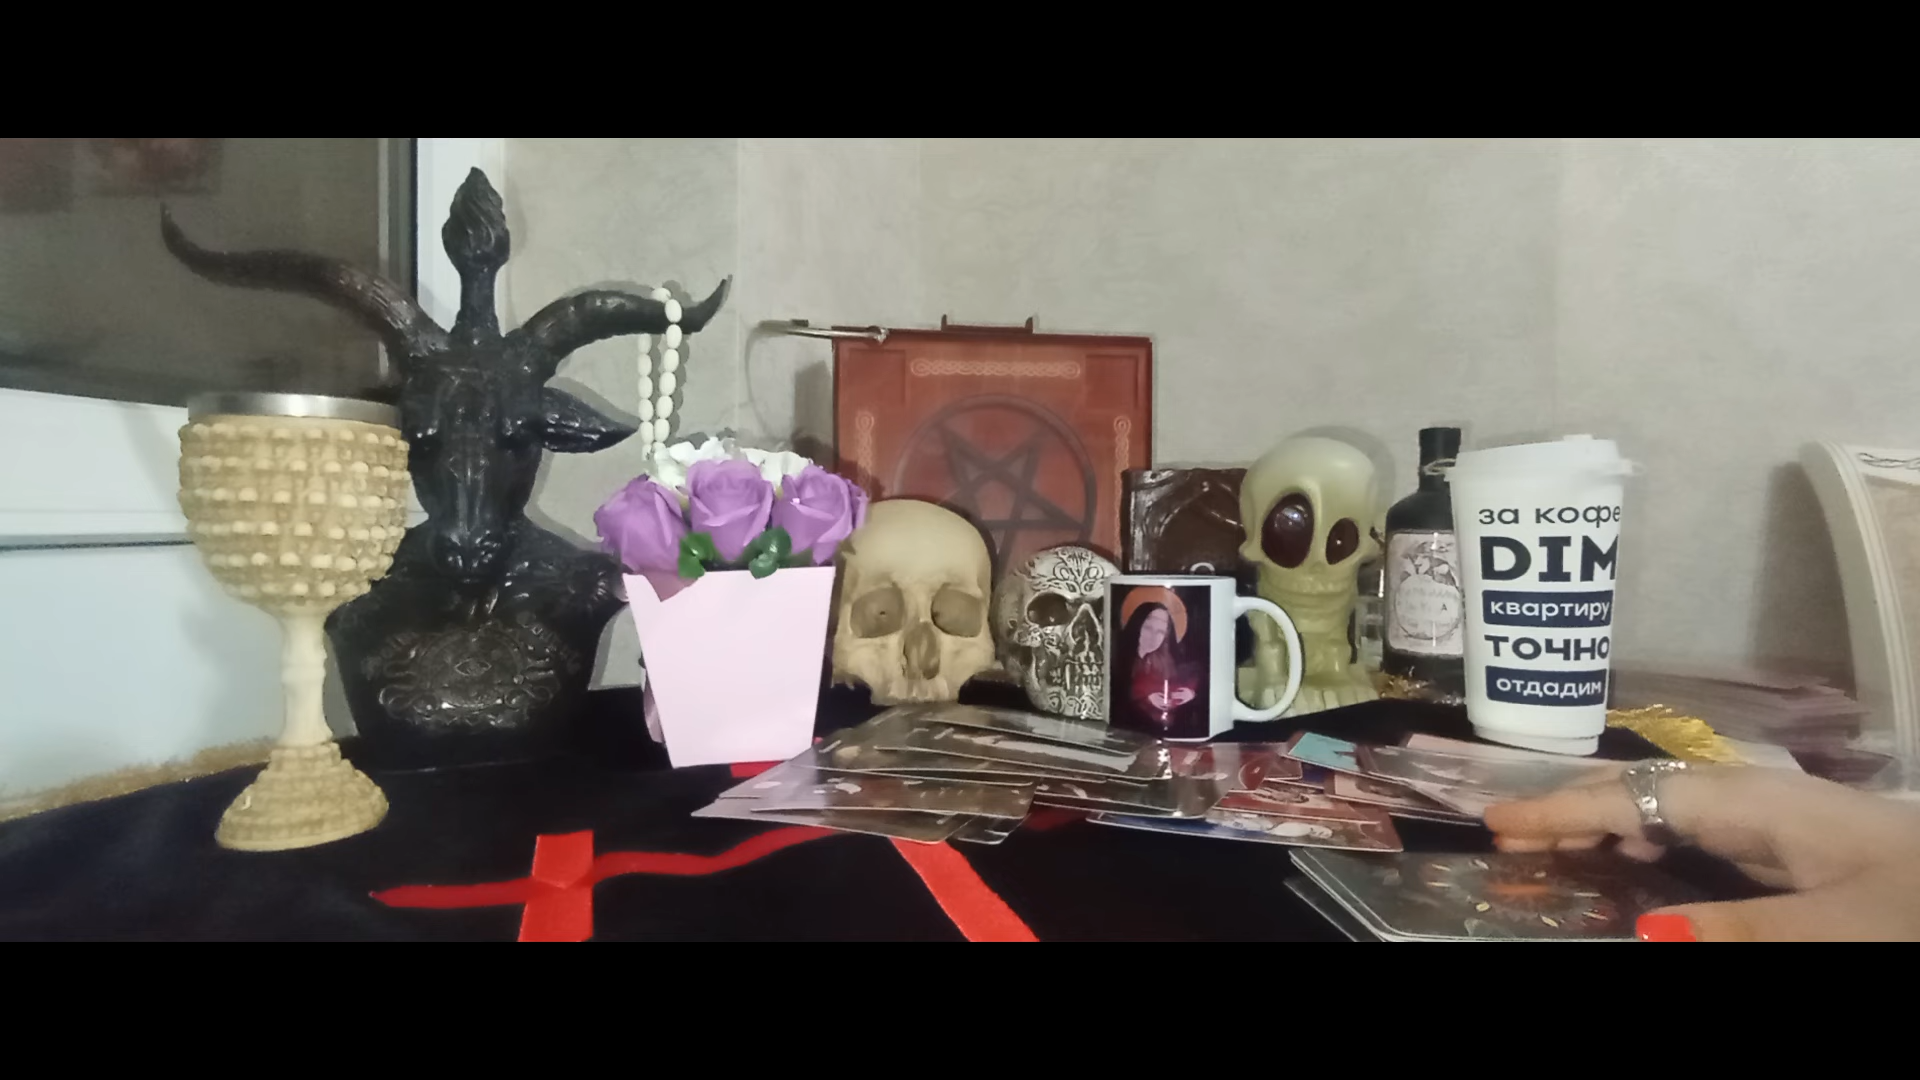 за кофе
DIM
квартиру
точно
отдадим